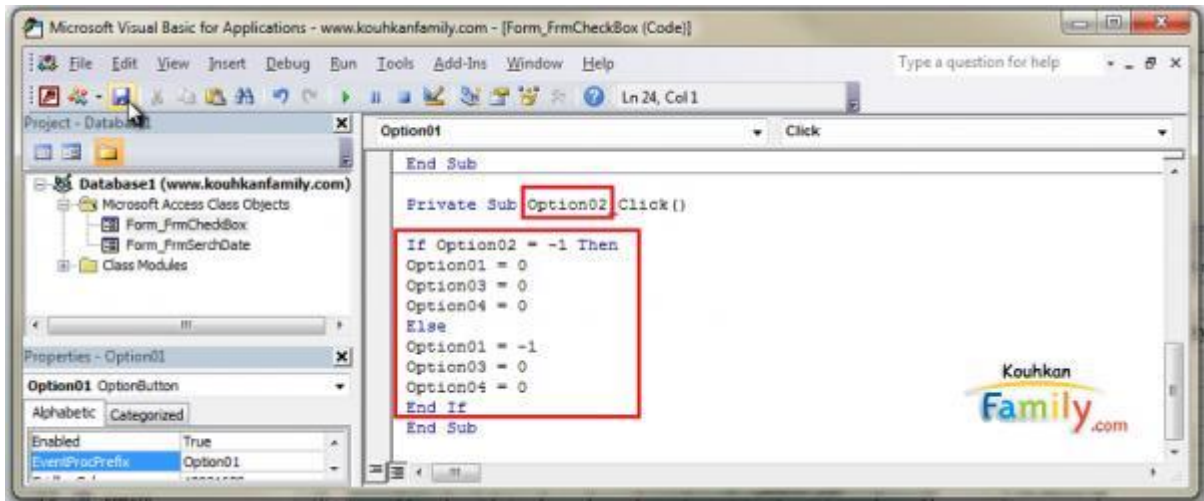 Microsoft Visual Basic for Applications - www.kouhkanfamily.com - [Form_FrmCheckBox (Code)]
File Edit View Insert Debug Run Tools Add-Ins Window Help
Type a question for help
Ln 24, Col 1
Project - Database1
Database1 (www.kouhkanfamily.com)
Microsoft Access Class Objects
Form_FrmCheckBox
Form_FrmSerchDate
Class Modules
Properties - Option01
Option01 OptionButton
Alphabetic Categorized
Enabled True
EventProcPrefix Option01
Option01 Click
End Sub
Private Sub Option02_Click()
If Option02 = -1 Then
Option01 = 0
Option03 = 0
Option04 = 0
Else
Option01 = -1
Option03 = 0
Option04 = 0
End If
End Sub
Kouhkan
Family.com